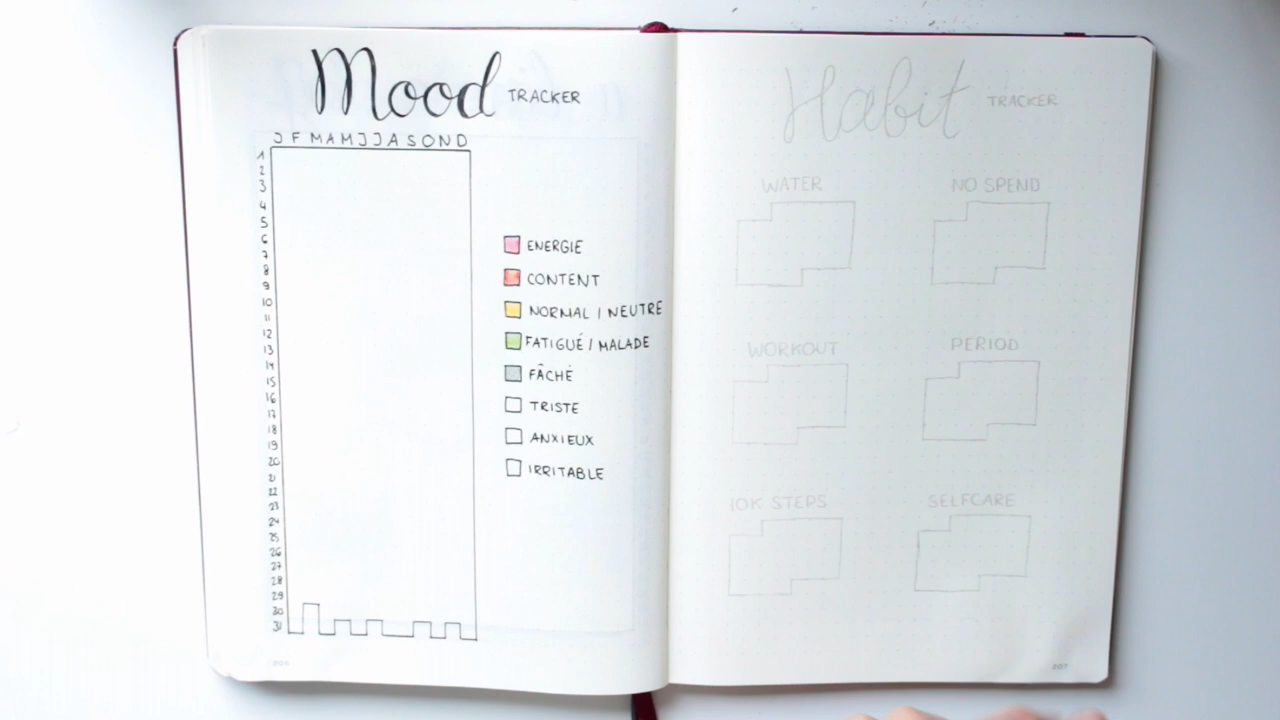 Mood TRACKER
J F M A M J J A S O N D
1
2
3
4
5
6
7
8
9
10
11
12
13
14
15
16
17
18
19
20
21
22
23
24
25
26
27
28
29
30
31
ENERGIE
CONTENT
NORMAL / NEUTRE
FATIGUÉ / MALADE
FÂCHÉ
TRISTE
ANXIEUX
IRRITABLE
206
Habit TRACKER
WATER
NO SPEND
WORKOUT
PERIOD
10K STEPS
SELFCARE
207